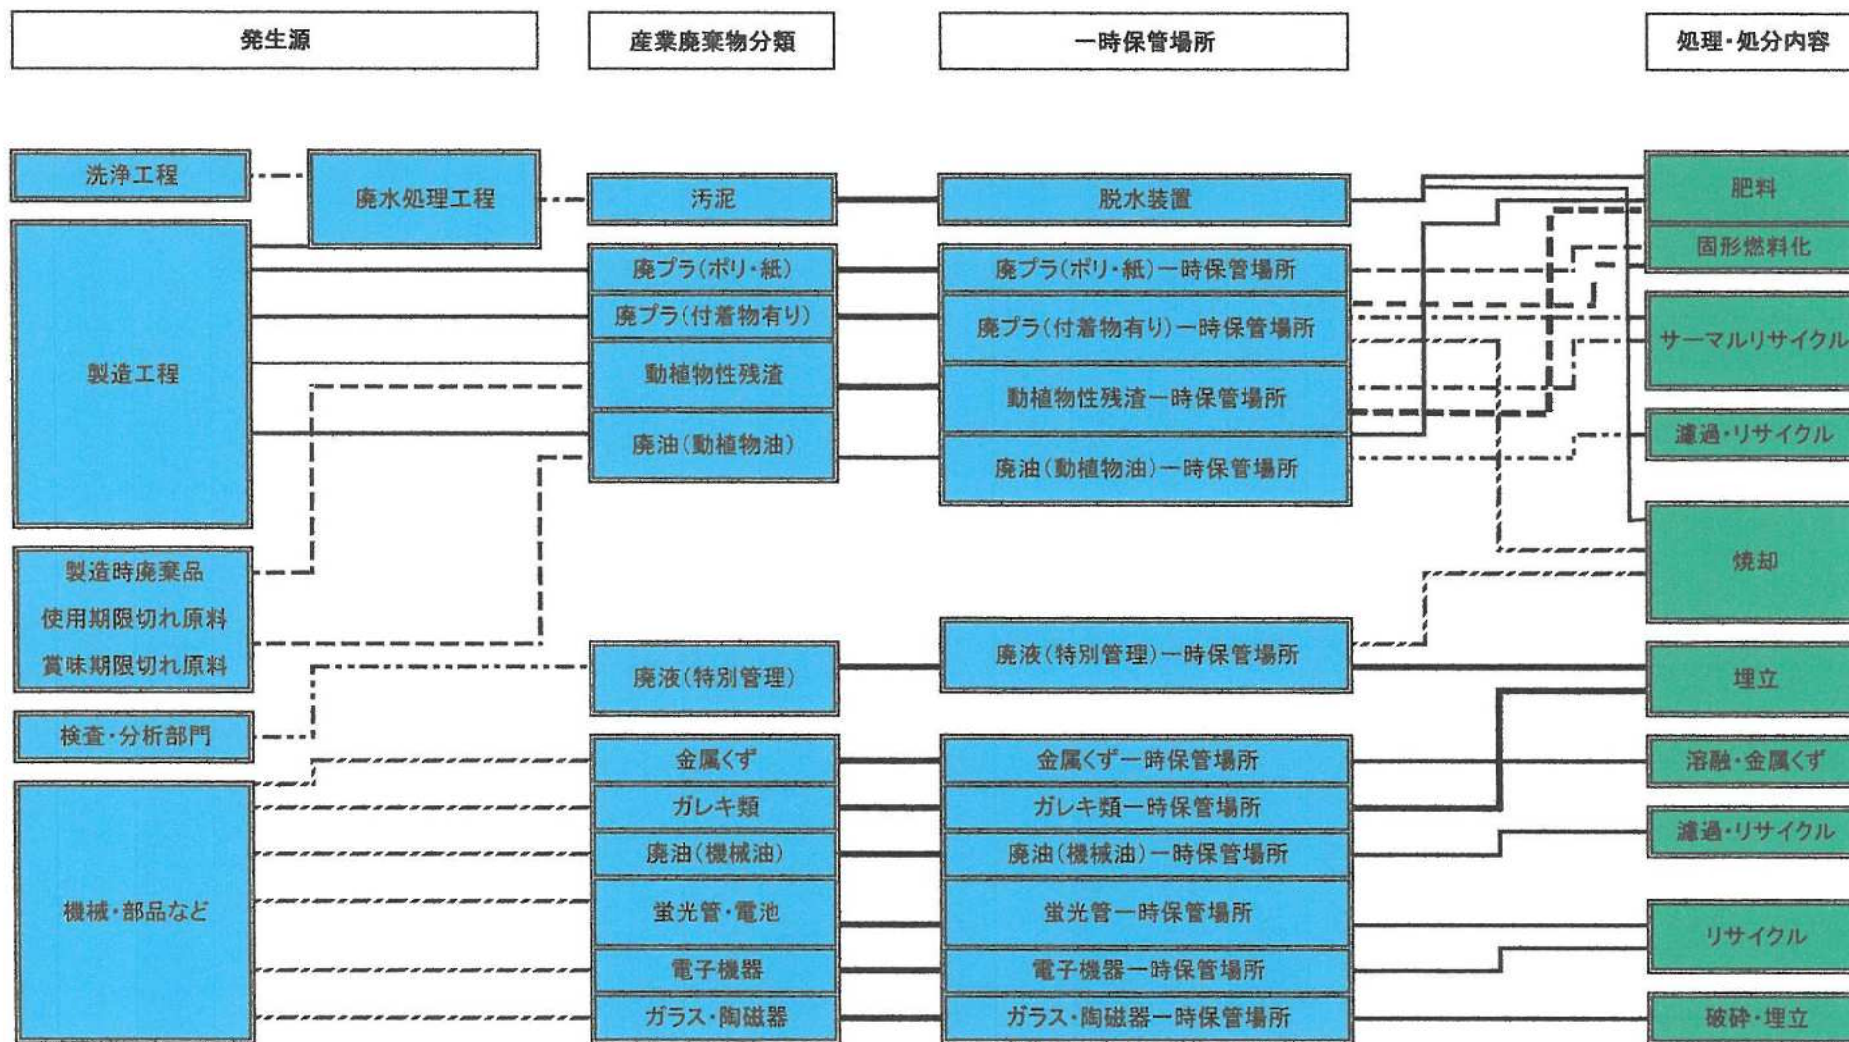 発生源
産業廃棄物分類
一時保管場所
処理・処分内容
洗浄工程
廃水処理工程
製造工程
製造時廃棄品
使用期限切れ原料
賞味期限切れ原料
検査・分析部門
機械・部品など
汚泥
廃プラ(ポリ・紙)
廃プラ(付着物有り)
動植物性残渣
廃油(動植物油)
廃液(特別管理)
金属くず
ガレキ類
廃油(機械油)
蛍光管・電池
電子機器
ガラス・陶磁器
脱水装置
廃プラ(ポリ・紙)一時保管場所
廃プラ(付着物有り)一時保管場所
動植物性残渣一時保管場所
廃油(動植物油)一時保管場所
廃液(特別管理)一時保管場所
金属くず一時保管場所
ガレキ類一時保管場所
廃油(機械油)一時保管場所
蛍光管一時保管場所
電子機器一時保管場所
ガラス・陶磁器一時保管場所
肥料
固形燃料化
サーマルリサイクル
濾過・リサイクル
焼却
埋立
溶融・金属くず
濾過・リサイクル
リサイクル
破砕・埋立